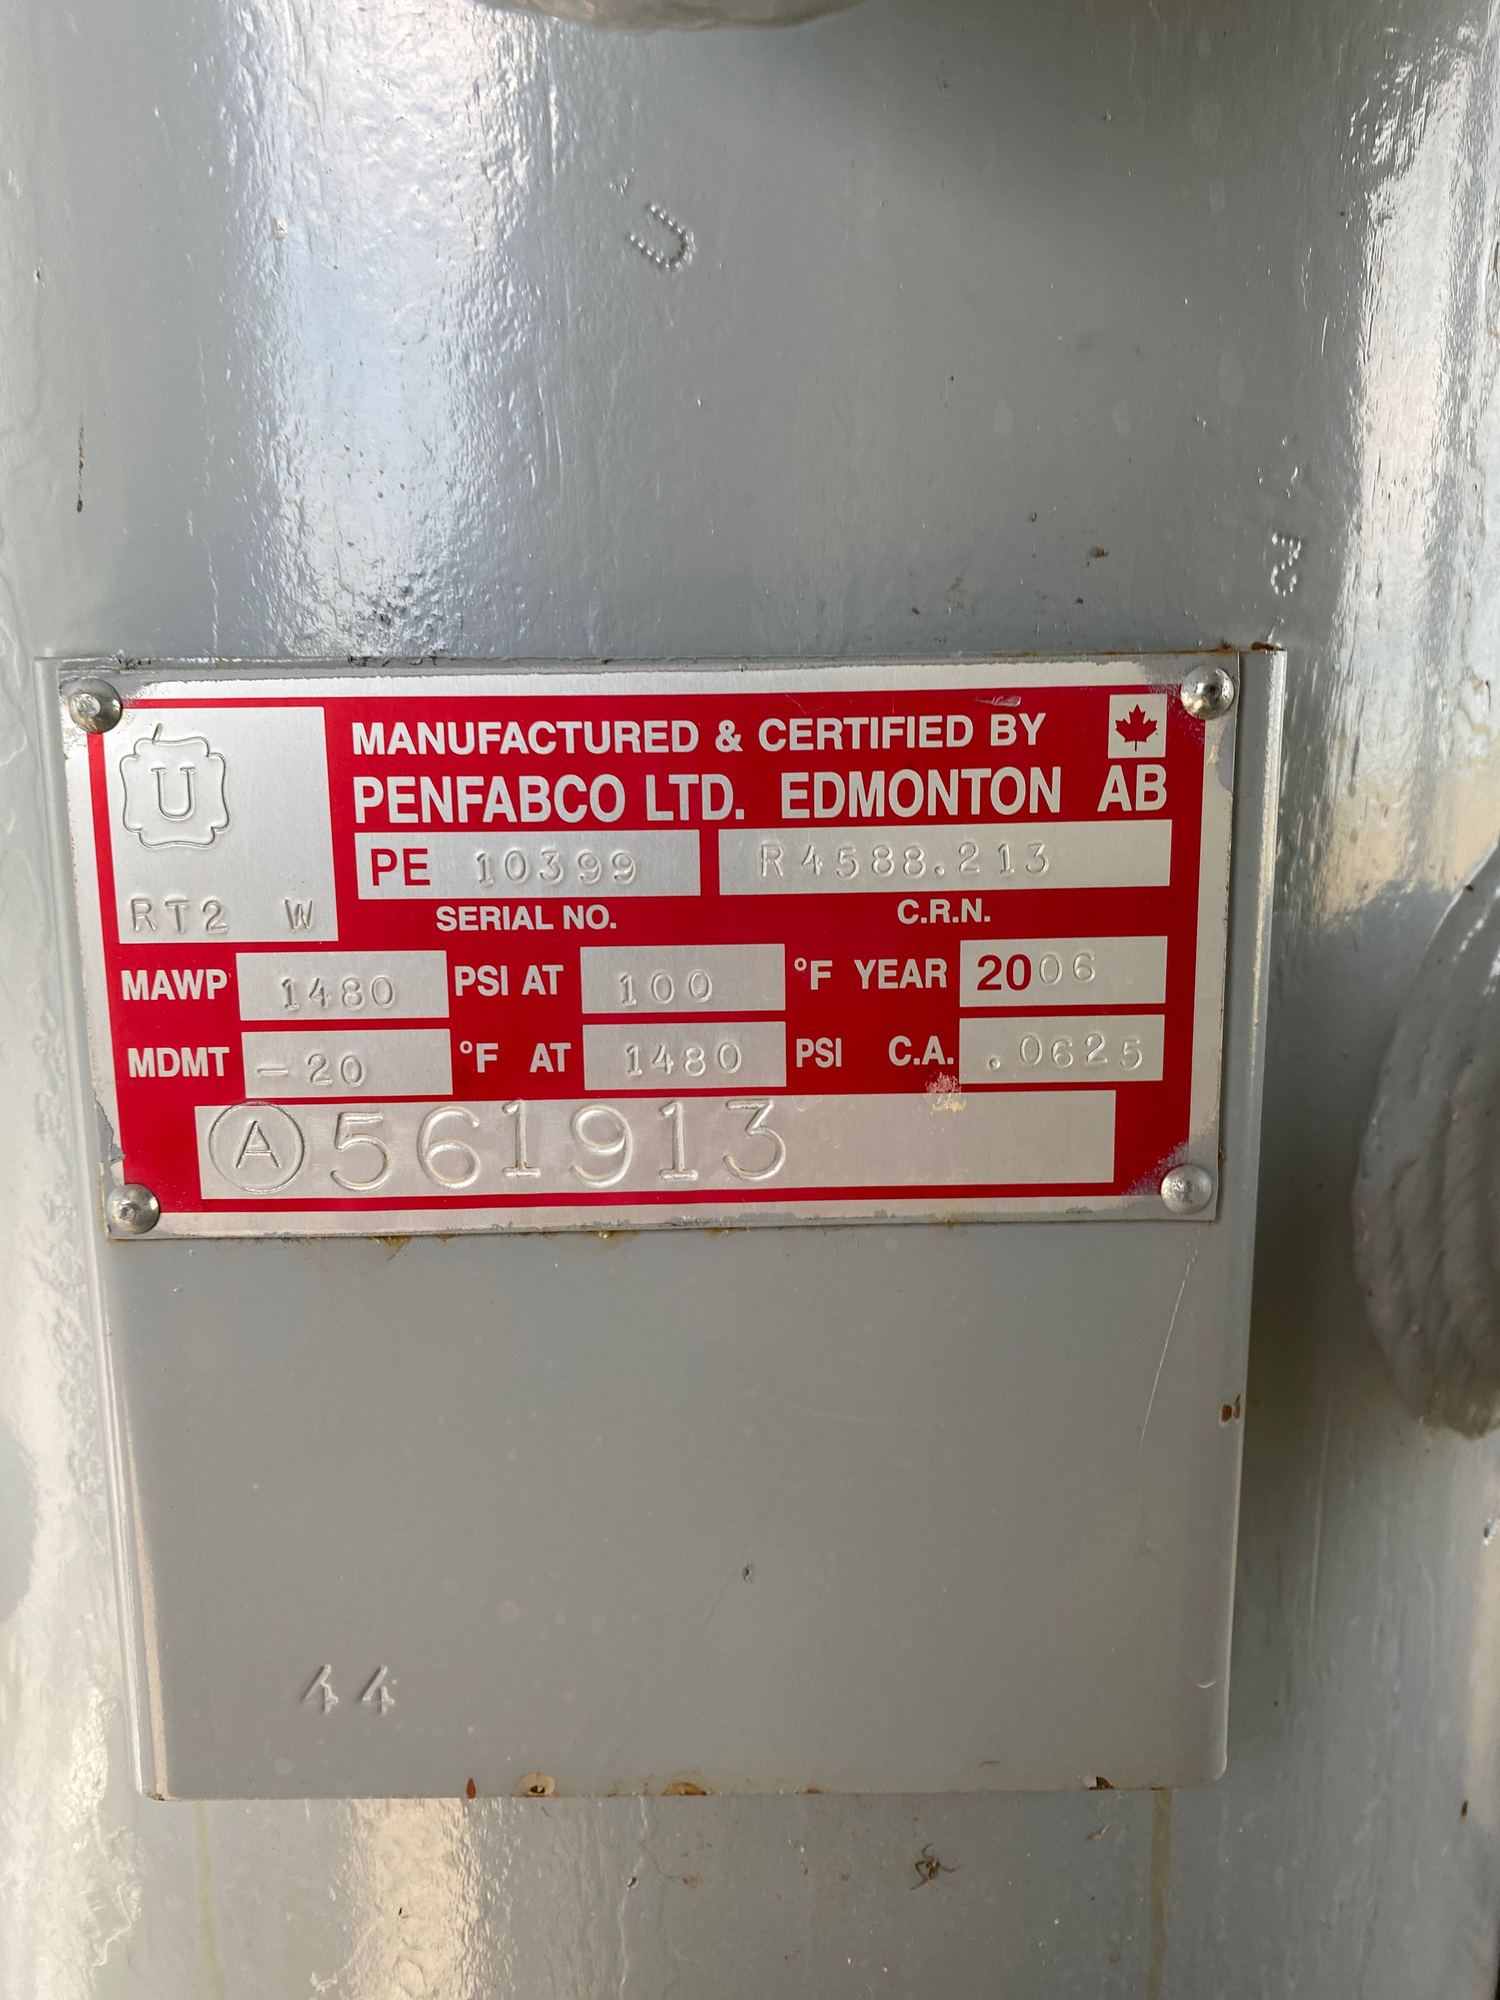 U
MANUFACTURED & CERTIFIED BY
PENFABCO LTD. EDMONTON AB
U
PE 10399 R4588.213
RT2 W
SERIAL NO. C.R.N.
MAWP 1480 PSI AT 100 °F YEAR 2006
MDMT -20 °F AT 1480 PSI C.A. .0625
A 561913
44